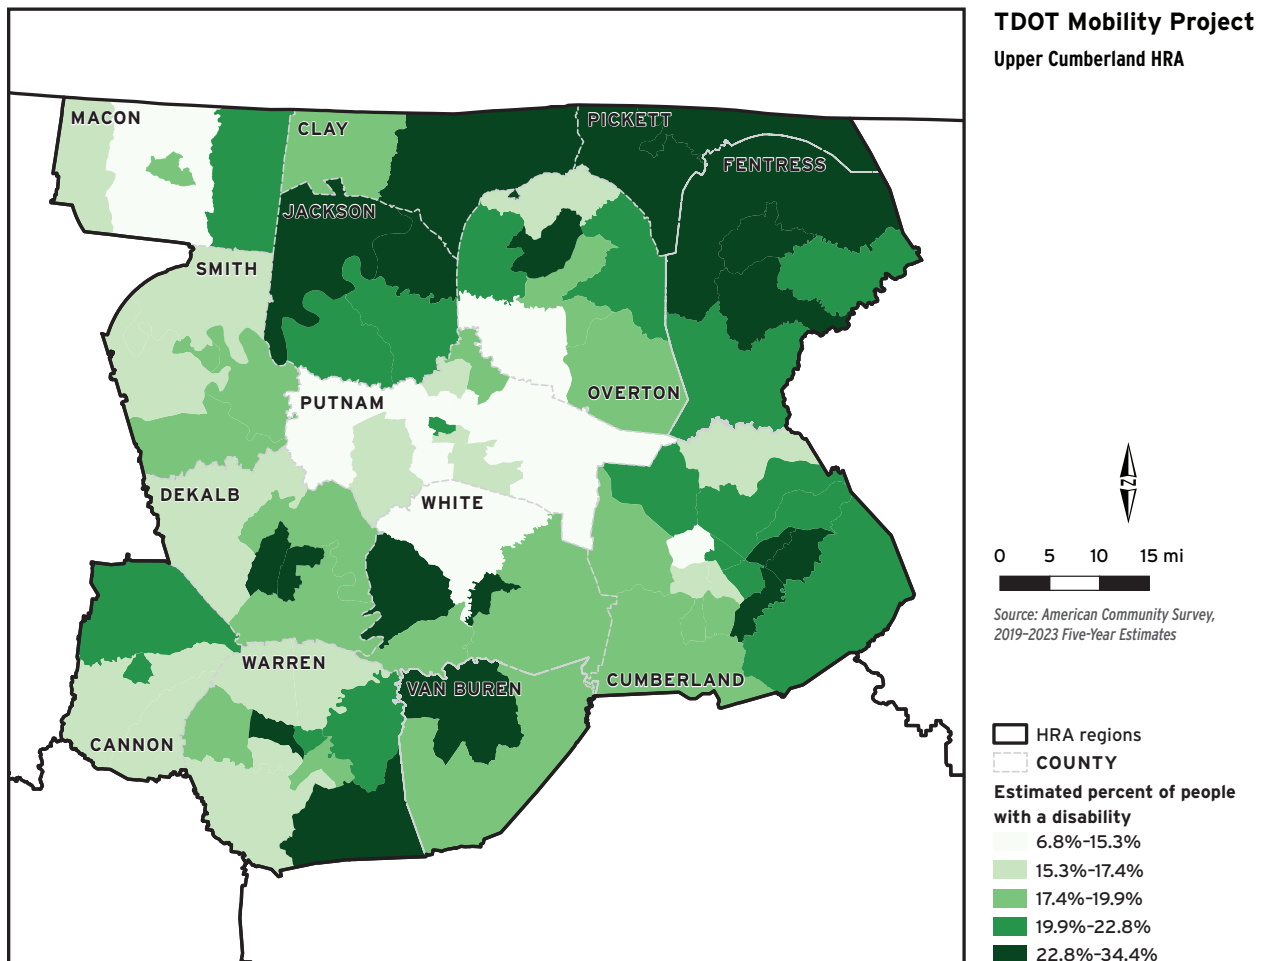 TDOT Mobility Project
Upper Cumberland HRA
MACON
CLAY
PICKETT
FENTRESS
JACKSON
SMITH
OVERTON
PUTNAM
DEKALB
WHITE
WARREN
VAN BUREN
CUMBERLAND
CANNON
N
0 5 10 15 mi
Source: American Community Survey,
2019–2023 Five-Year Estimates
HRA regions
COUNTY
Estimated percent of people
with a disability
6.8%–15.3%
15.3%–17.4%
17.4%–19.9%
19.9%–22.8%
22.8%–34.4%